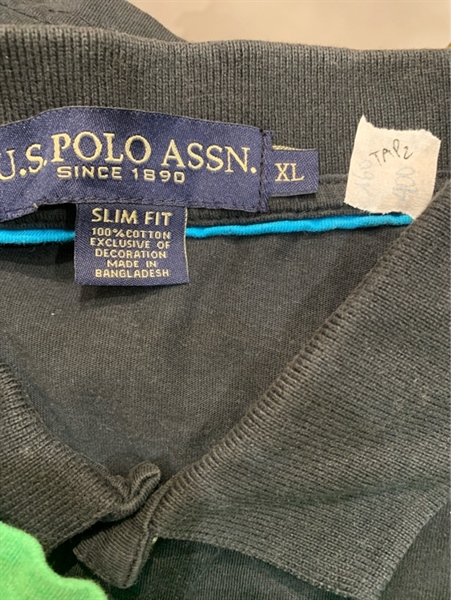 U.S. POLO ASSN.
SINCE 1890
XL
SLIM FIT
100% COTTON
EXCLUSIVE OF
DECORATION
MADE IN
BANGLADESH